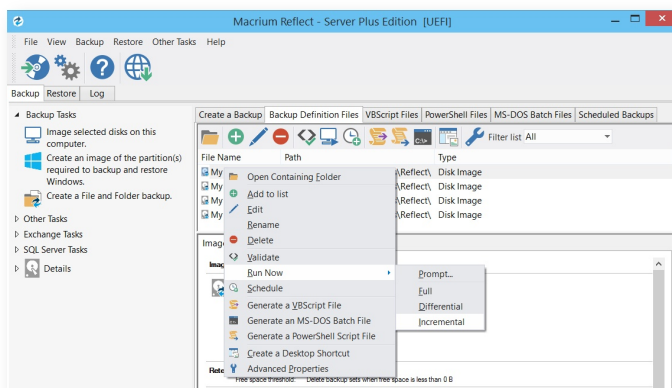 Macrium Reflect - Server Plus Edition [UEFI]
File View Backup Restore Other Tasks Help
Backup Restore Log
Backup Tasks
Image selected disks on this
computer.
Create an image of the partition(s)
required to backup and restore
Windows.
Create a File and Folder backup.
Other Tasks
Exchange Tasks
SQL Server Tasks
Details
Create a Backup Backup Definition Files VBScript Files PowerShell Files MS-DOS Batch Files Scheduled Backups
C:\>
Filter list All
File Name Path Type
My \Reflect\ Disk Image
My \Reflect\ Disk Image
My \Reflect\ Disk Image
My \Reflect\ Disk Image
Open Containing Folder
Add to list
Edit
Rename
Delete
Validate
Run Now
Schedule
Generate a VBScript File
Generate an MS-DOS Batch File
Generate a PowerShell Script File
Create a Desktop Shortcut
Advanced Properties
Prompt...
Full
Differential
Incremental
Free space threshold: Delete backup sets when free space is less than 0 B